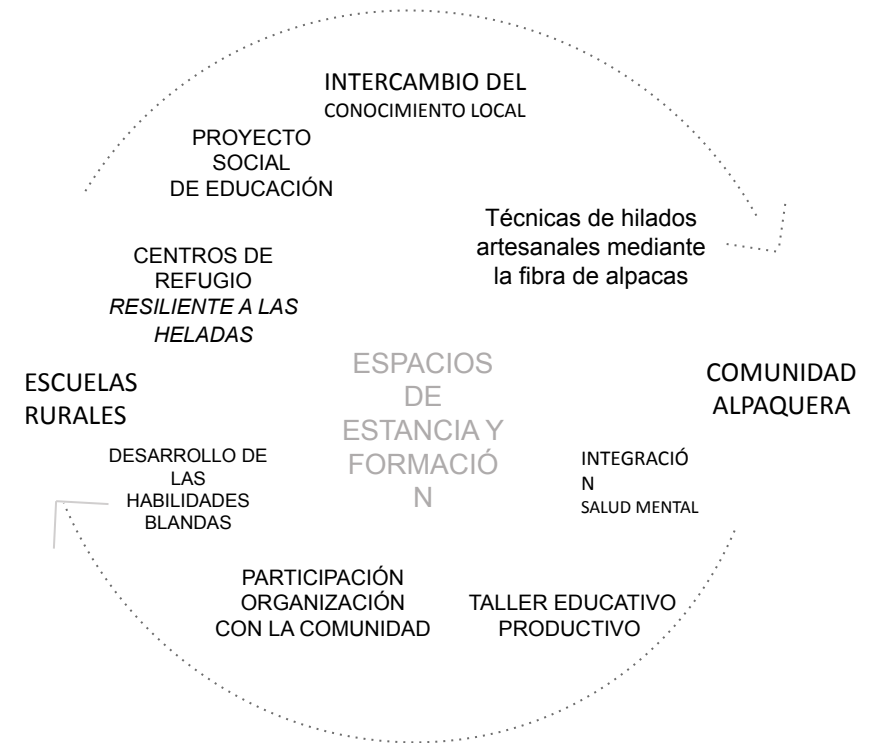 INTERCAMBIO DEL
CONOCIMIENTO LOCAL
PROYECTO
SOCIAL
DE EDUCACIÓN
Técnicas de hilados
artesanales mediante
la fibra de alpacas
CENTROS DE
REFUGIO
RESILIENTE A LAS
HELADAS
ESPACIOS
DE
ESTANCIA Y
FORMACIÓ
N
ESCUELAS
RURALES
COMUNIDAD
ALPAQUERA
DESARROLLO DE
LAS
HABILIDADES
BLANDAS
INTEGRACIÓ
N
SALUD MENTAL
PARTICIPACIÓN
ORGANIZACIÓN
CON LA COMUNIDAD
TALLER EDUCATIVO
PRODUCTIVO